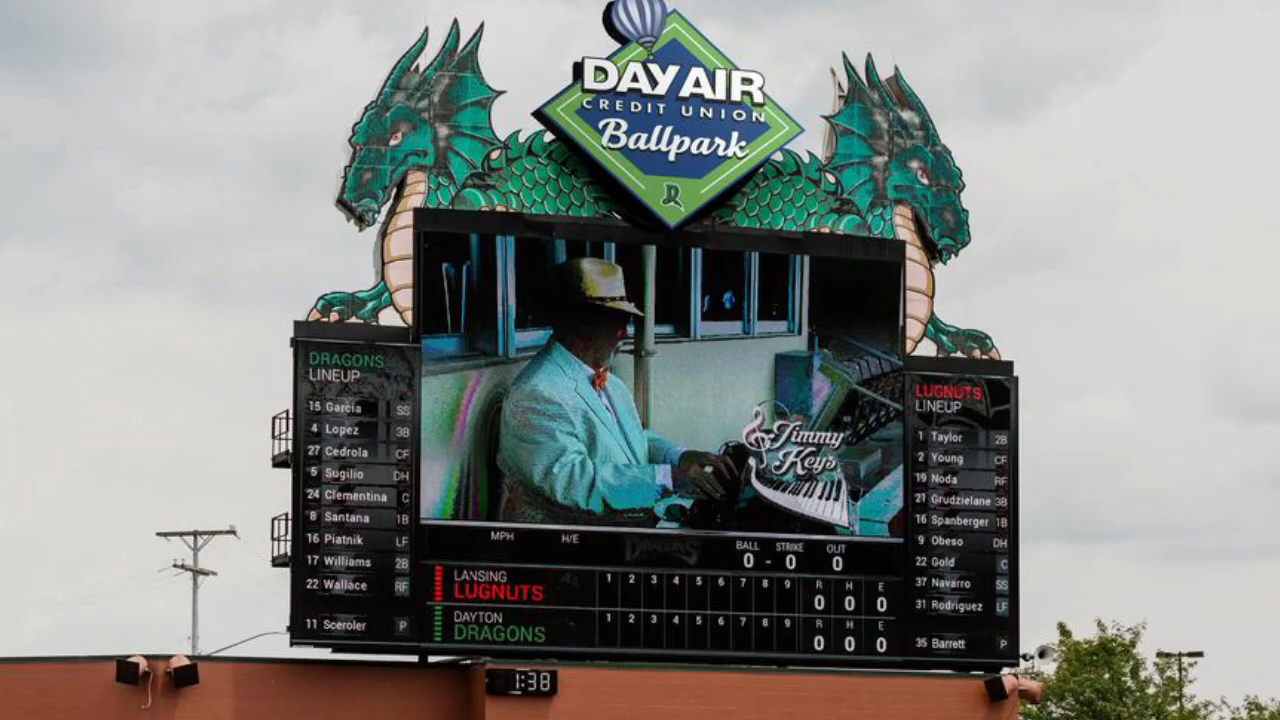 DAY AIR
CREDIT UNION
Ballpark
DRAGONS
LINEUP
15 Garcia SS
4 Lopez 3B
27 Cedrola CF
5 Sugilio DH
24 Clementina C
8 Santana 1B
16 Piatnik LF
17 Williams 2B
22 Wallace RF
11 Sceroler P
Jimmy
Keys
LUGNUTS
LINEUP
1 Taylor 2B
2 Young CF
19 Noda RF
21 Grudzielane 3B
16 Spanberger 1B
9 Obeso DH
22 Gold C
37 Navarro SS
31 Rodriguez LF
35 Barrett P
MPH H/E DRAGONS BALL STRIKE OUT
0 - 0 0
LANSING 1 2 3 4 5 6 7 8 9 R H E
LUGNUTS 0 0 0
DAYTON 1 2 3 4 5 6 7 8 9 R H E
DRAGONS 0 0 0
1:38